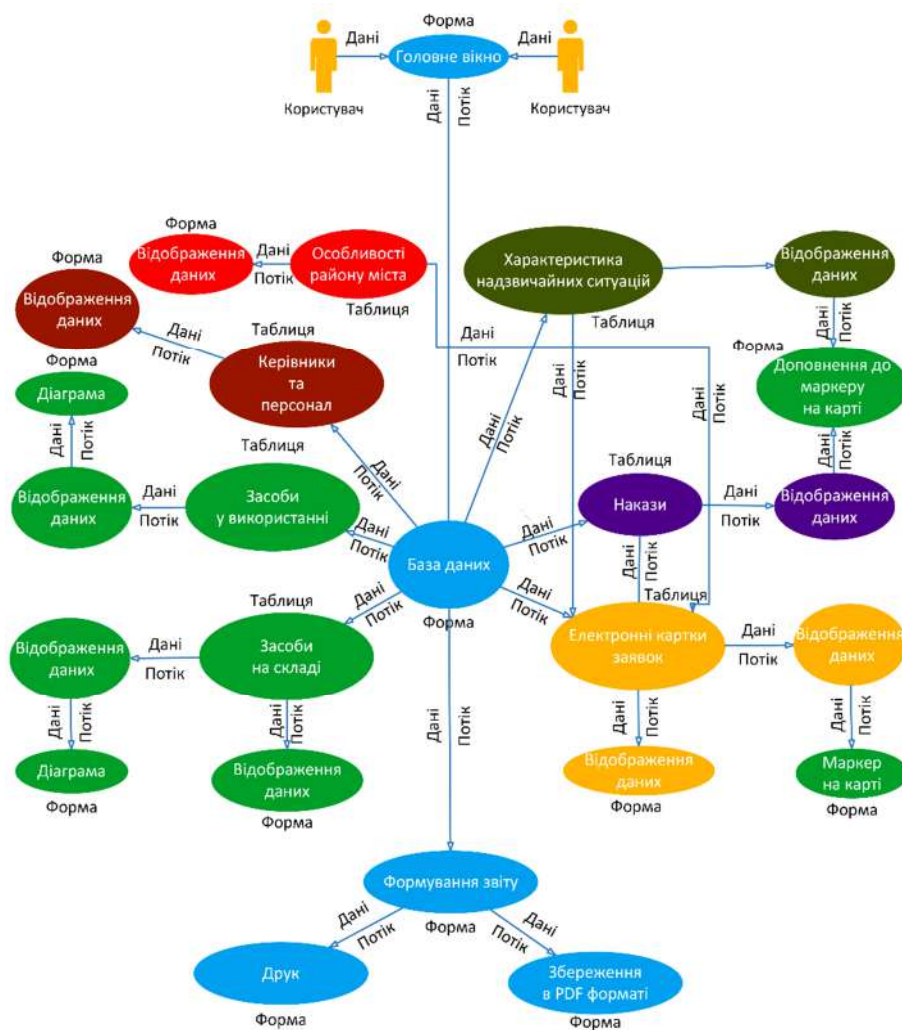 Форма
Дані
Дані
Головне вікно
Користувач
Користувач
Дані
Потік
Форма
Форма
Відображення
даних
Дані
Потік
Особливості
району міста
Таблиця
Характеристика
надзвичайних ситуацій
Таблиця
Відображення
даних
Форма
Відображення
даних
Дані
Потік
Таблиця
Керівники
та
персонал
Дані
Потік
Дані
Потік
Дані
Потік
Форма
Доповнення до
маркеру
на карті
Форма
Діаграма
Дані
Потік
Дані
Потік
Дані
Потік
Дані
Потік
Таблиця
Відображення
даних
Дані
Потік
Засоби
у використанні
Дані
Потік
Дані
Потік
Таблиця
Накази
Дані
Потік
Відображення
даних
База даних
Форма
Дані
Потік
Дані
Потік
Дані
Потік
Дані
Потік
Таблиця
Таблиця
Відображення
даних
Дані
Потік
Засоби
на складі
Електронні картки
заявок
Дані
Потік
Відображення
даних
Дані
Потік
Дані
Потік
Дані
Потік
Дані
Потік
Дані
Потік
Діаграма
Форма
Відображення
даних
Форма
Відображення
даних
Форма
Маркер
на карті
Форма
Формування звіту
Форма
Дані
Потік
Дані
Потік
Друк
Форма
Збереження
в PDF форматі
Форма